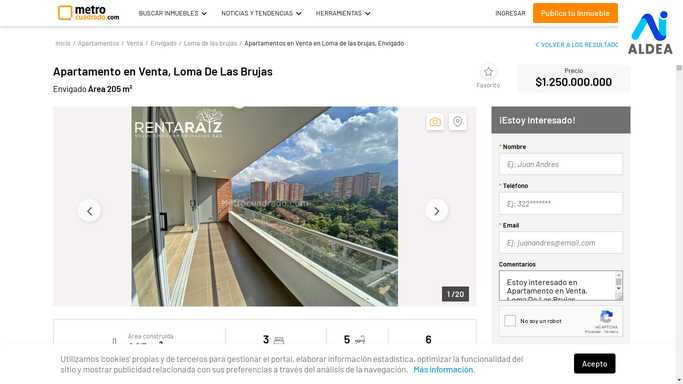 metro
cuadrado.com
BUSCAR INMUEBLES
NOTICIAS Y TENDENCIAS
HERRAMIENTAS
INGRESAR
Publica tu inmueble
ALDEA
Inicio / Apartamentos / Venta / Envigado / Loma de las brujas / Apartamentos en Venta en Loma de las brujas, Envigado
VOLVER A LOS RESULTADO
Apartamento en Venta, Loma De Las Brujas
Envigado Área 205 m²
Favorito
Precio
$1.250.000.000
RENTARAÍZ
Metrocuadrado.com
1 / 20
¡Estoy Interesado!
* Nombre
Ej: Juan Andres
* Teléfono
Ej: 322*******
* Email
Ej: juanandres@email.com
Comentarios
Estoy interesado en
Apartamento en Venta,
Loma De Las Brujas
No soy un robot
reCAPTCHA
Área construida
3
5
6
Utilizamos 'cookies' propias y de terceros para gestionar el portal, elaborar información estadística, optimizar la funcionalidad del
sitio y mostrar publicidad relacionada con sus preferencias a través del análisis de la navegación. Más información.
Acepto